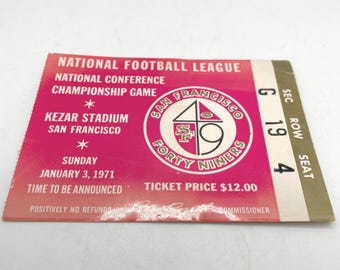 NATIONAL FOOTBALL LEAGUE
NATIONAL CONFERENCE
CHAMPIONSHIP GAME
KEZAR STADIUM
SAN FRANCISCO
SUNDAY
JANUARY 3, 1971
TIME TO BE ANNOUNCED
POSITIVELY NO REFUNDS
SAN FRANCISCO
49
SF
FORTY NINERS
TICKET PRICE $12.00
COMMISSIONER
SEC ROW SEAT
G 19 4